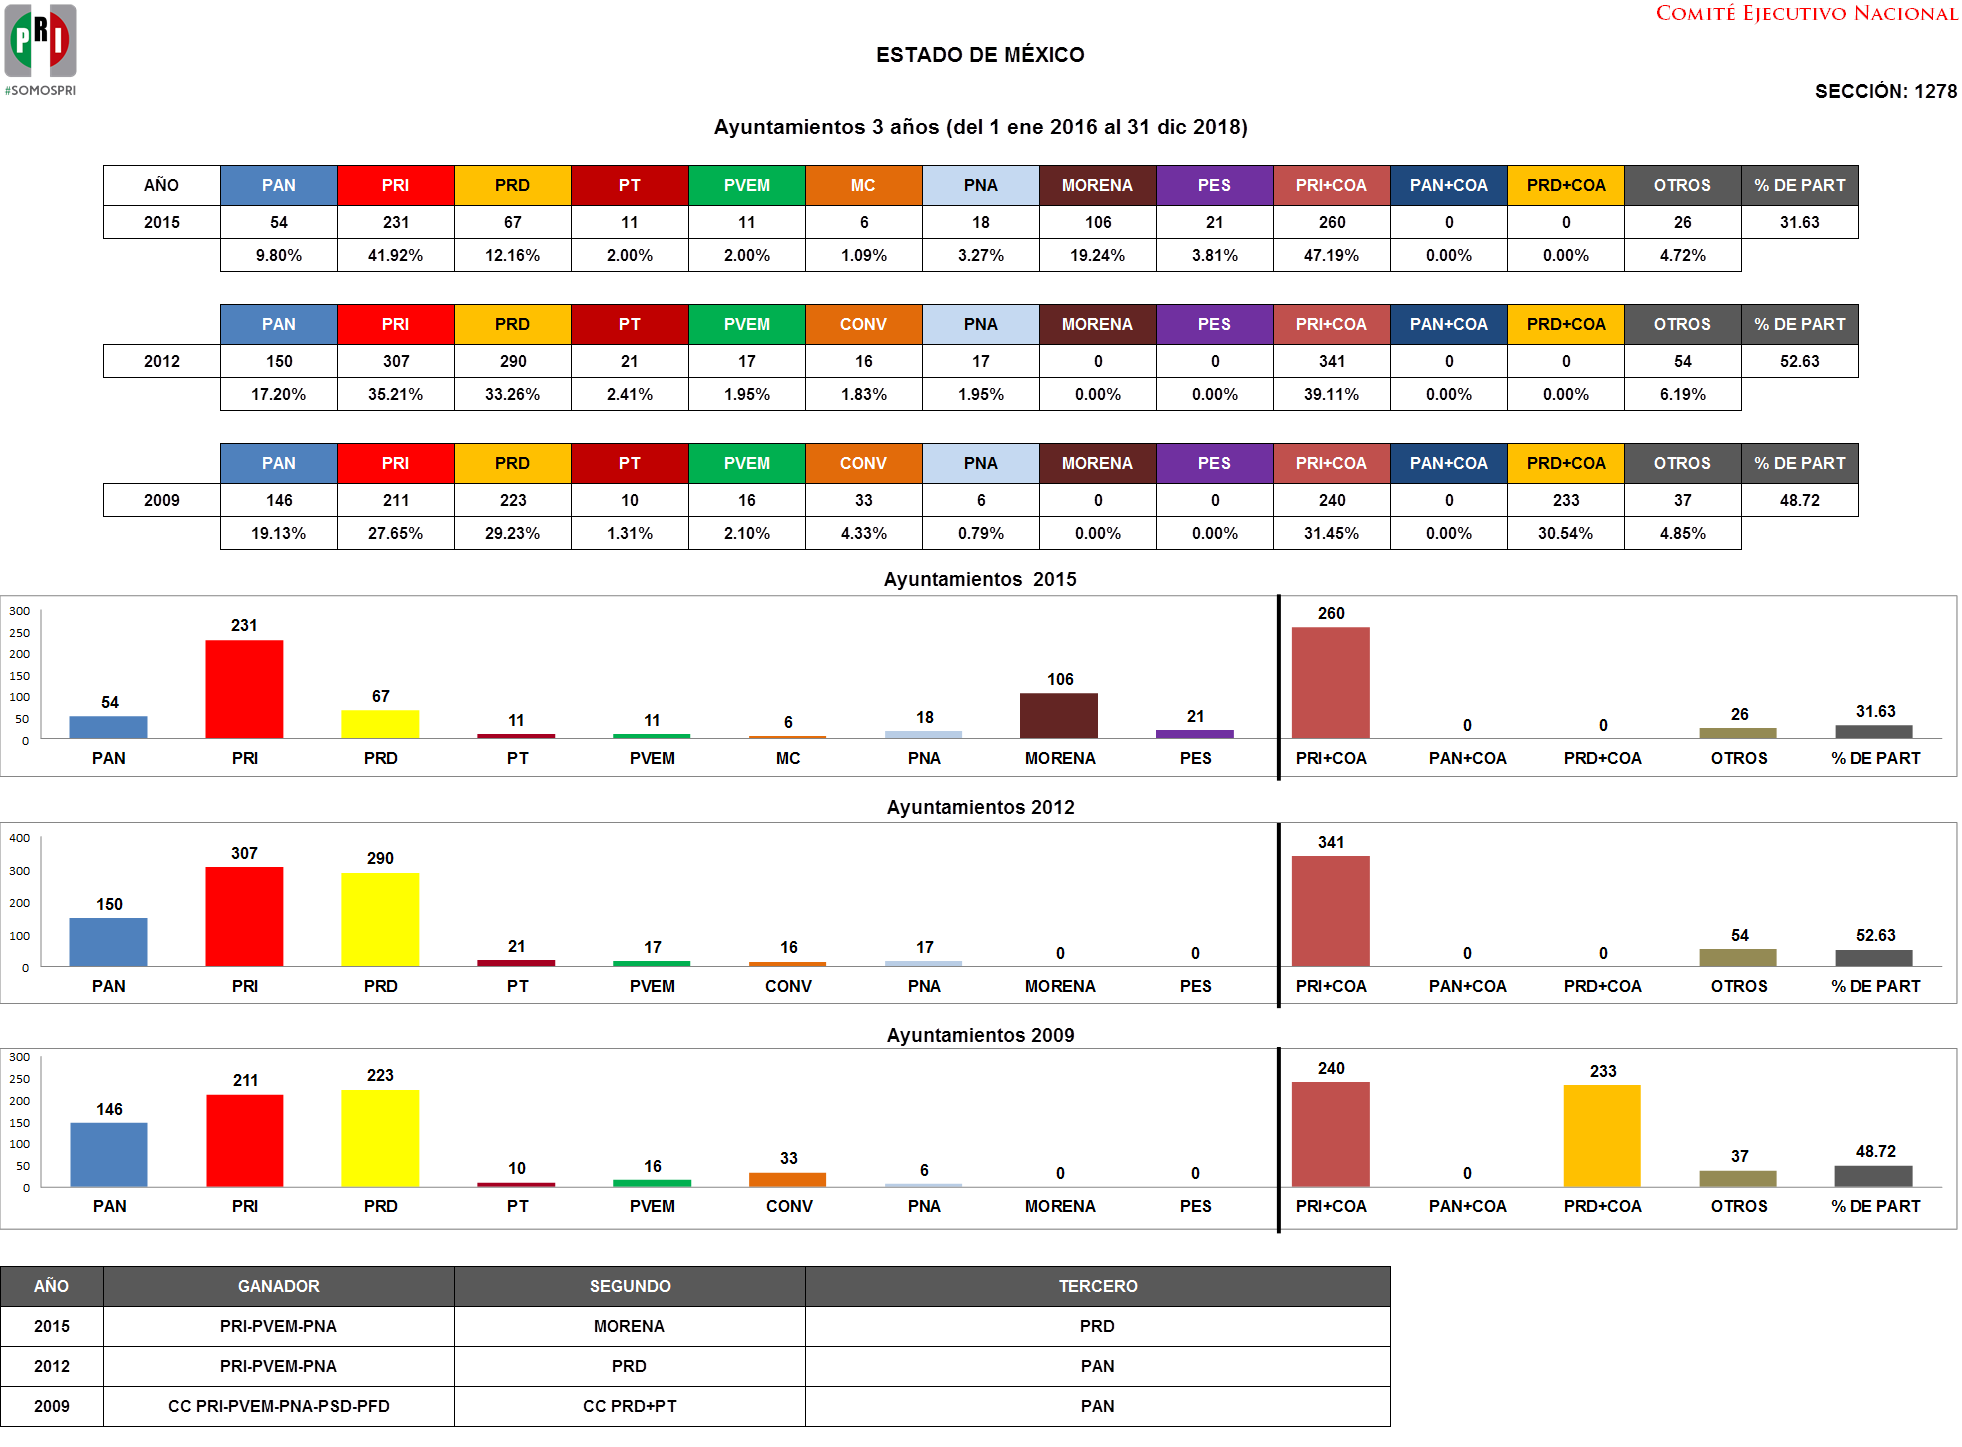 PRI
#SOMOSPRI
COMITÉ EJECUTIVO NACIONAL
ESTADO DE MÉXICO
SECCIÓN: 1278
Ayuntamientos 3 años (del 1 ene 2016 al 31 dic 2018)
AÑO PAN PRI PRD PT PVEM MC PNA MORENA PES PRI+COA PAN+COA PRD+COA OTROS % DE PART
2015 54 231 67 11 11 6 18 106 21 260 0 0 26 31.63
9.80% 41.92% 12.16% 2.00% 2.00% 1.09% 3.27% 19.24% 3.81% 47.19% 0.00% 0.00% 4.72%
PAN PRI PRD PT PVEM CONV PNA MORENA PES PRI+COA PAN+COA PRD+COA OTROS % DE PART
2012 150 307 290 21 17 16 17 0 0 341 0 0 54 52.63
17.20% 35.21% 33.26% 2.41% 1.95% 1.83% 1.95% 0.00% 0.00% 39.11% 0.00% 0.00% 6.19%
PAN PRI PRD PT PVEM CONV PNA MORENA PES PRI+COA PAN+COA PRD+COA OTROS % DE PART
2009 146 211 223 10 16 33 6 0 0 240 0 233 37 48.72
19.13% 27.65% 29.23% 1.31% 2.10% 4.33% 0.79% 0.00% 0.00% 31.45% 0.00% 30.54% 4.85%
Ayuntamientos 2015
300
250
200
150
100
50
0
54 231 67 11 11 6 18 106 21 260 0 0 26 31.63
PAN PRI PRD PT PVEM MC PNA MORENA PES PRI+COA PAN+COA PRD+COA OTROS % DE PART
Ayuntamientos 2012
400
300
200
100
0
150 307 290 21 17 16 17 0 0 341 0 0 54 52.63
PAN PRI PRD PT PVEM CONV PNA MORENA PES PRI+COA PAN+COA PRD+COA OTROS % DE PART
Ayuntamientos 2009
300
250
200
150
100
50
0
146 211 223 10 16 33 6 0 0 240 0 233 37 48.72
PAN PRI PRD PT PVEM CONV PNA MORENA PES PRI+COA PAN+COA PRD+COA OTROS % DE PART
AÑO GANADOR SEGUNDO TERCERO
2015 PRI-PVEM-PNA MORENA PRD
2012 PRI-PVEM-PNA PRD PAN
2009 CC PRI-PVEM-PNA-PSD-PFD CC PRD+PT PAN